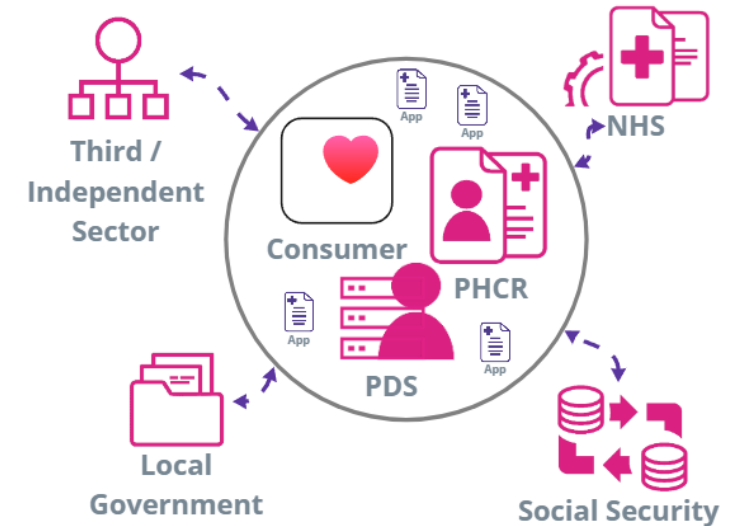 App
App
NHS
Third /
Independent
Sector
Consumer
PHCR
App
App
PDS
Local
Government
Social Security